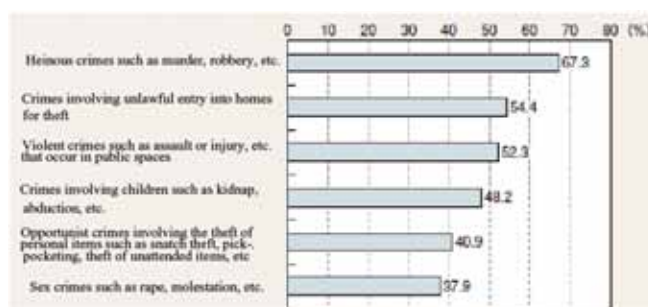 0 10 20 30 40 50 60 70 80 (%)
Heinous crimes such as murder, robbery, etc. 67.3
Crimes involving unlawful entry into homes
for theft 54.4
Violent crimes such as assault or injury, etc.
that occur in public spaces 52.3
Crimes involving children such as kidnap,
abduction, etc. 48.2
Opportunist crimes involving the theft of
personal items such as snatch theft, pick-.
pocketing, theft of unattended items, etc 40.9
Sex crimes such as rape, molestation, etc. 37.9